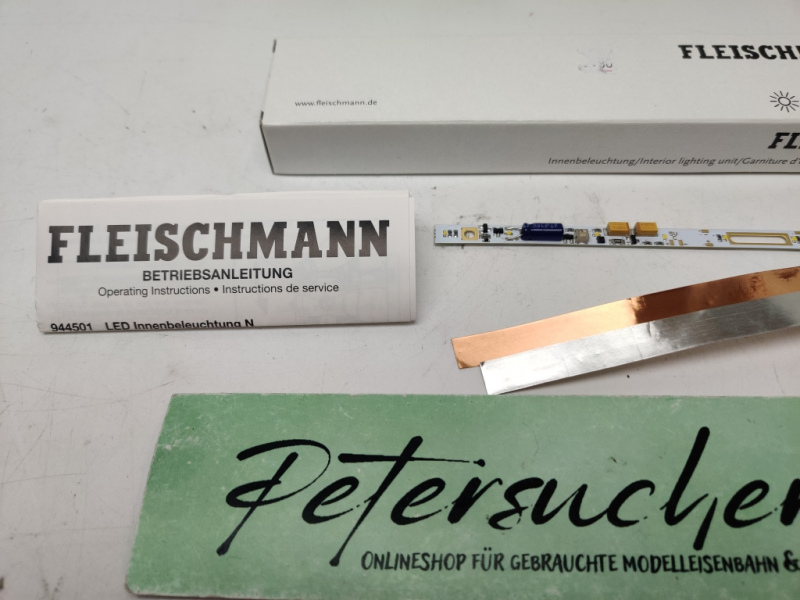 FLEISCHM
www.fleischmann.de
FL
Innenbeleuchtung/Interior lighting unit/Garniture d'
FLEISCHMANN
BETRIEBSANLEITUNG
Operating Instructions • Instructions de service
944501 LED Innenbeleuchtung N
Petersuchen
ONLINESHOP FÜR GEBRAUCHTE MODELLEISENBAHN &